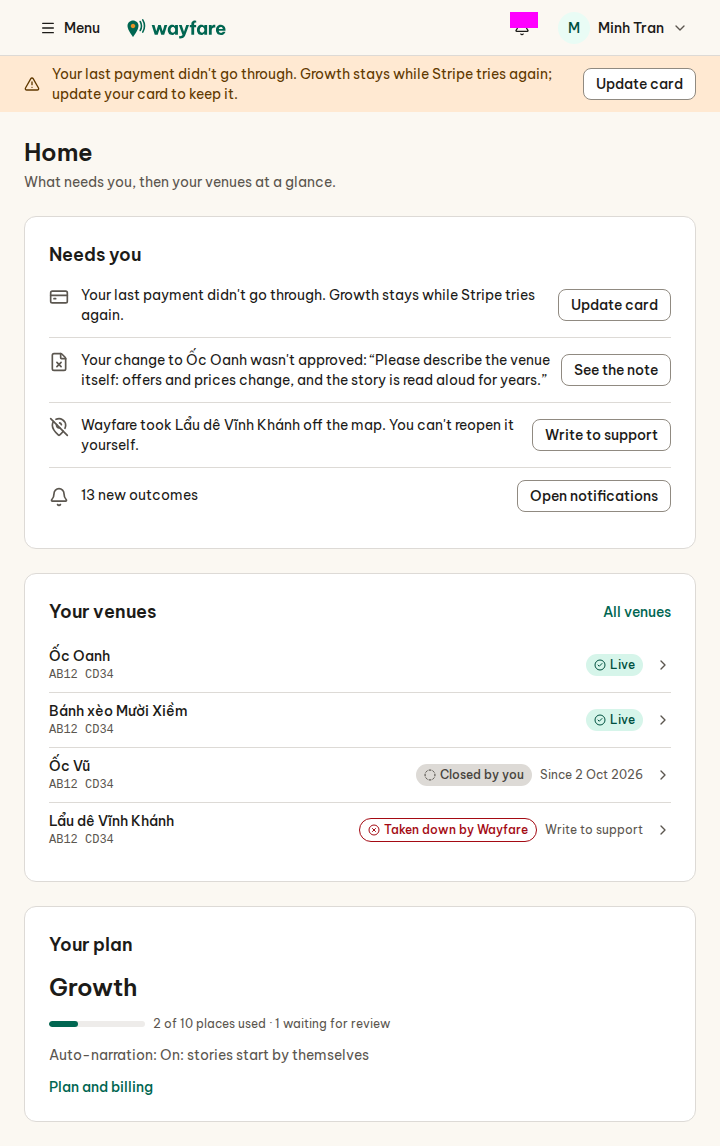 Menu
wayfare
M
Minh Tran
Your last payment didn't go through. Growth stays while Stripe tries again;
update your card to keep it.
Update card
Home
What needs you, then your venues at a glance.
Needs you
Your last payment didn't go through. Growth stays while Stripe tries
again.
Update card
Your change to Ốc Oanh wasn't approved: “Please describe the venue
itself: offers and prices change, and the story is read aloud for years.”
See the note
Wayfare took Lẩu dê Vĩnh Khánh off the map. You can't reopen it
yourself.
Write to support
13 new outcomes
Open notifications
Your venues
All venues
Ốc Oanh
AB12 CD34
Live
Bánh xèo Mười Xiềm
AB12 CD34
Live
Ốc Vũ
AB12 CD34
Closed by you
Since 2 Oct 2026
Lẩu dê Vĩnh Khánh
AB12 CD34
Taken down by Wayfare
Write to support
Your plan
Growth
2 of 10 places used · 1 waiting for review
Auto-narration: On: stories start by themselves
Plan and billing